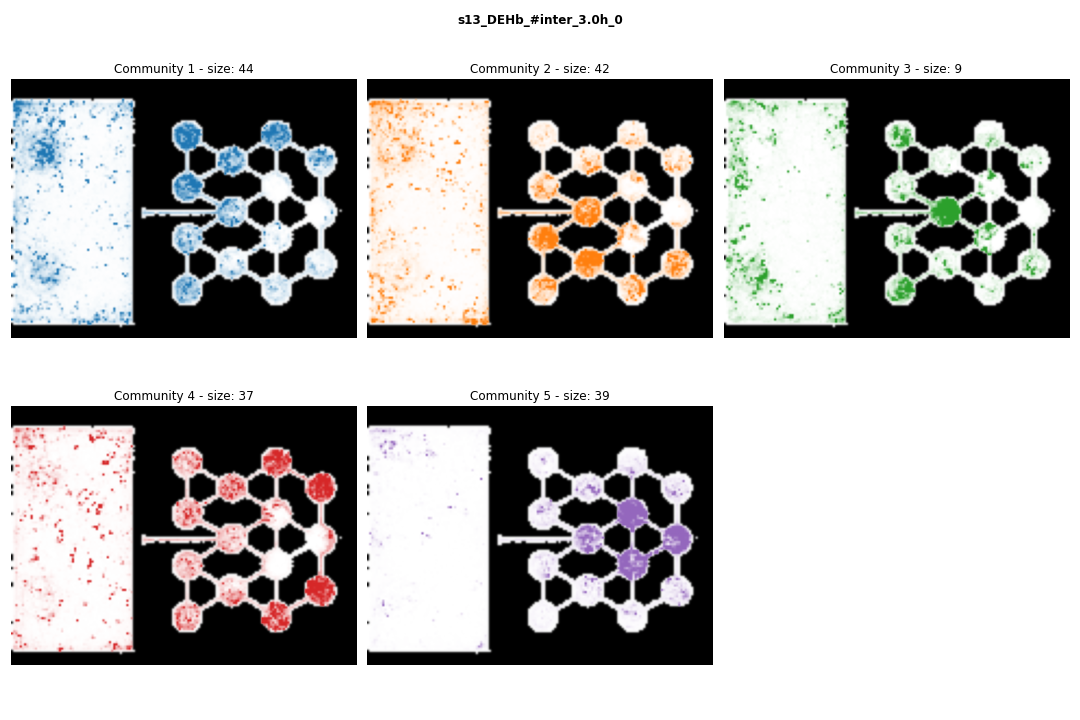 s13_DEHb_#inter_3.0h_0
Community 1 - size: 44
Community 2 - size: 42
Community 3 - size: 9
Community 4 - size: 37
Community 5 - size: 39